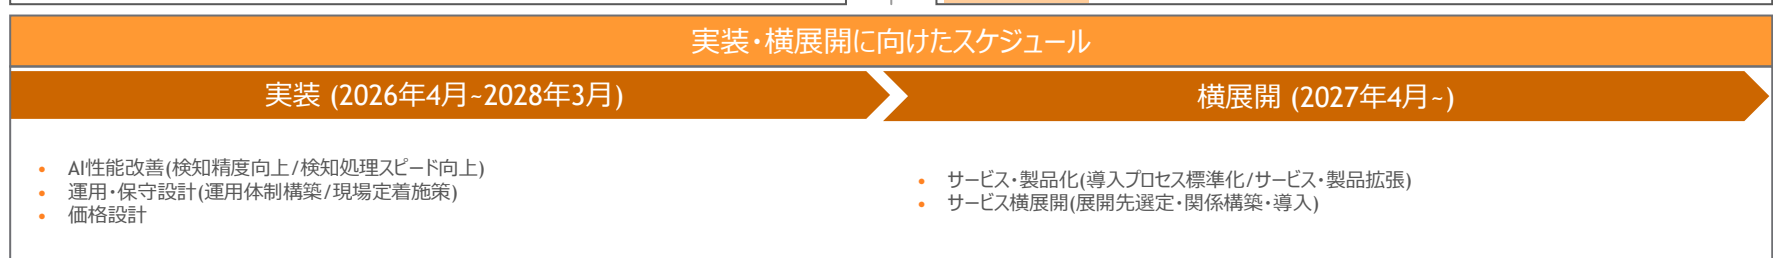 実装・横展開に向けたスケジュール
実装 (2026年4月~2028年3月)
横展開 (2027年4月~)
• AI性能改善(検知精度向上/検知処理スピード向上)
• 運用・保守設計(運用体制構築/現場定着施策)
• 価格設計
• サービス・製品化(導入プロセス標準化/サービス・製品拡張)
• サービス横展開(展開先選定・関係構築・導入)